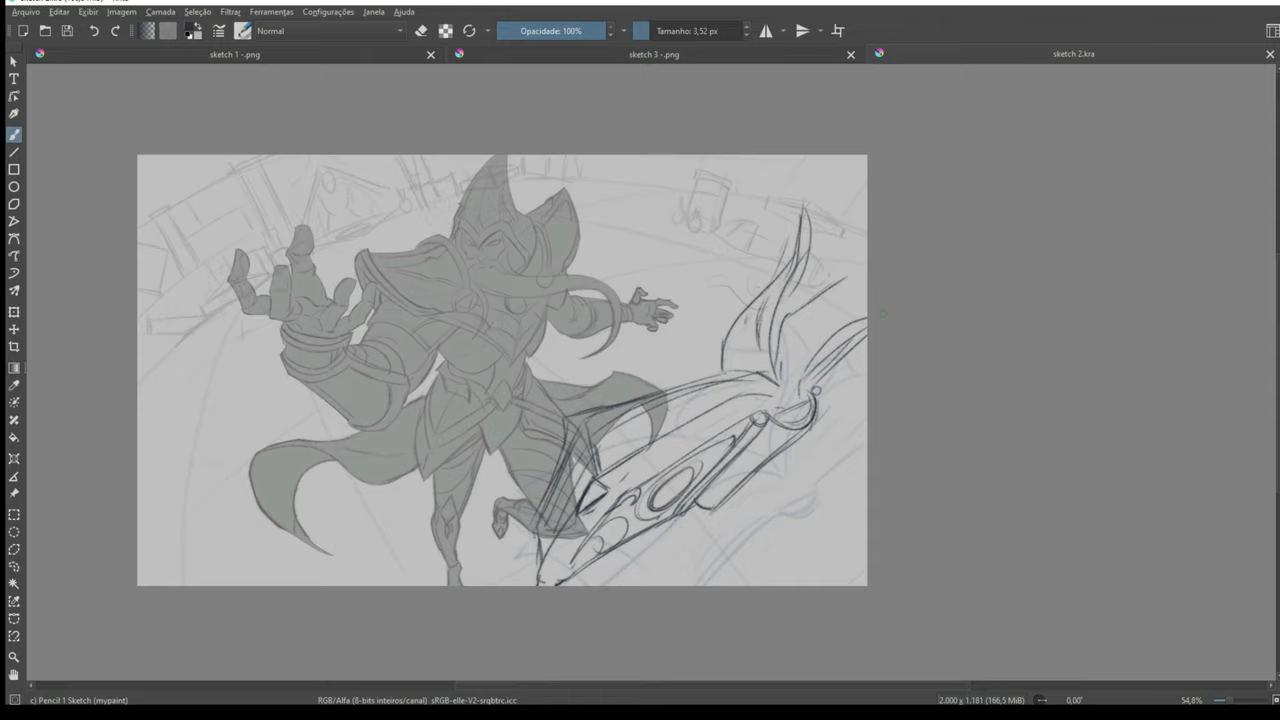 Arquivo Editar Exibir Imagem Camada Seleção Filtrar Ferramentas Configurações Janela Ajuda
Normal Opacidade: 100% Tamanho: 3,52 px
sketch 1 -.png sketch 3 -.png sketch 2.kra
c) Pencil 1 Sketch (mypaint) RGB/Alfa (8-bits inteiros/canal) sRGB-elle-V2-srgbtrc.icc 2.000 x 1.181 (166,5 MiB) 0,00° 54,8%